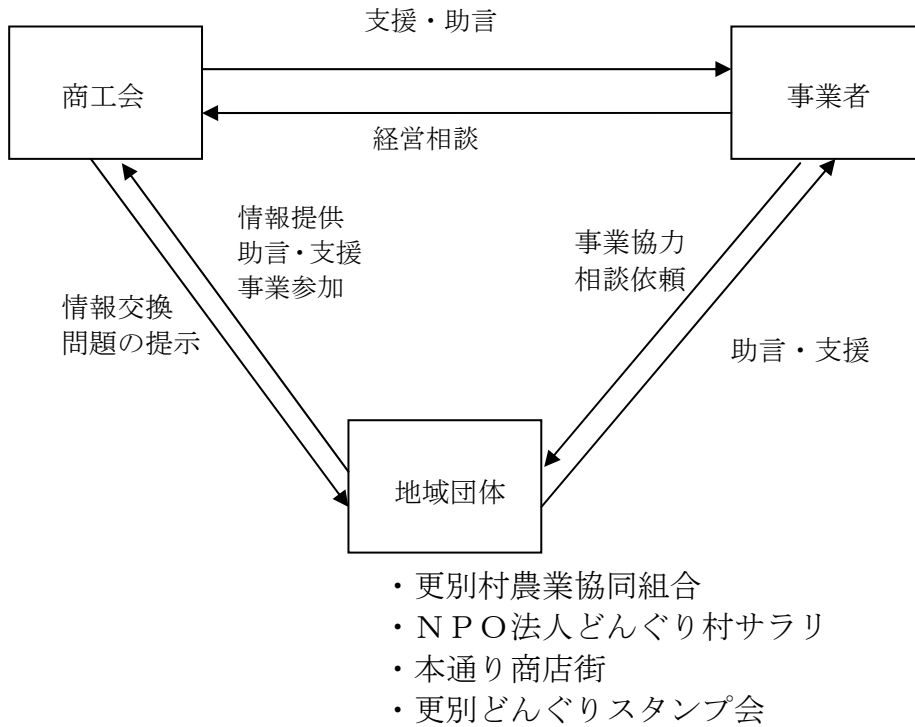 支援・助言
商工会
事業者
経営相談
情報提供
助言・支援
事業参加
事業協力
相談依頼
情報交換
問題の提示
助言・支援
地域団体
・更別村農業協同組合
・ＮＰＯ法人どんぐり村サラリ
・本通り商店街
・更別どんぐりスタンプ会